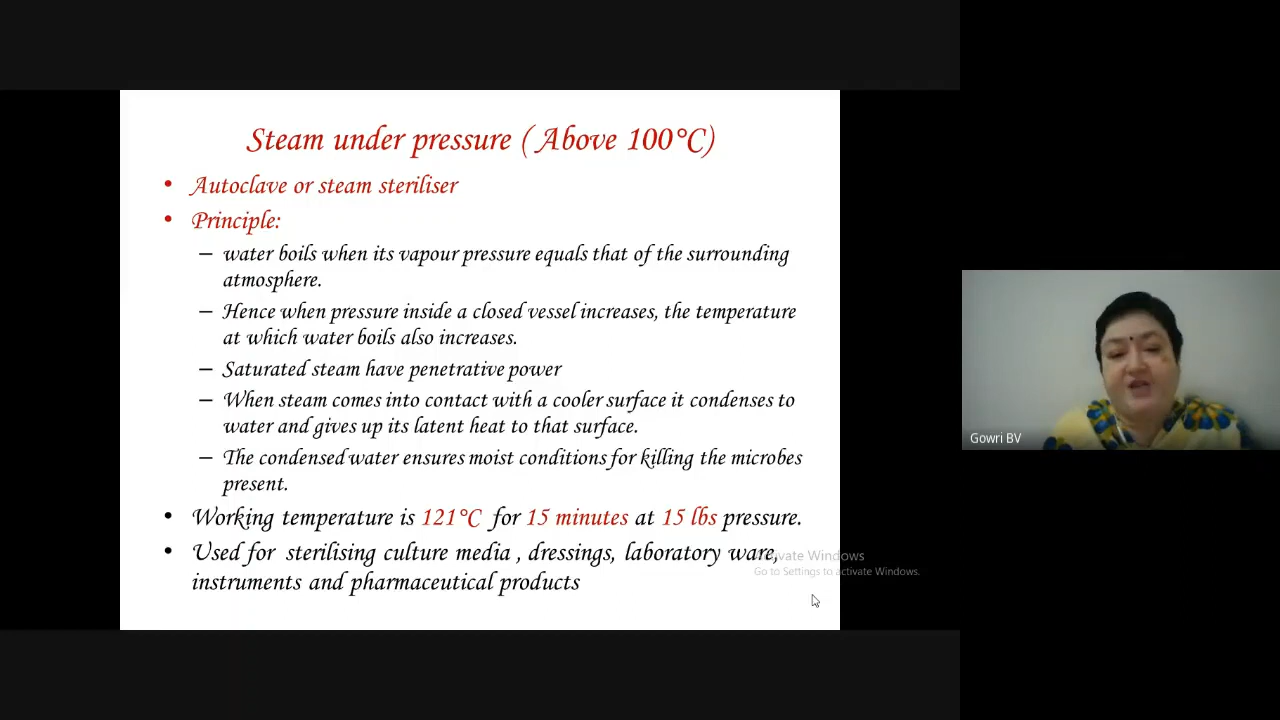 Steam under pressure ( Above 100°C)
• Autoclave or steam steriliser
• Principle:
– water boils when its vapour pressure equals that of the surrounding
atmosphere.
– Hence when pressure inside a closed vessel increases, the temperature
at which water boils also increases.
– Saturated steam have penetrative power
– When steam comes into contact with a cooler surface it condenses to
water and gives up its latent heat to that surface.
– The condensed water ensures moist conditions for killing the microbes
present.
• Working temperature is 121°C for 15 minutes at 15 lbs pressure.
• Used for sterilising culture media , dressings, laboratory ware,
instruments and pharmaceutical products
Activate Windows
Go to Settings to activate Windows.
Gowri BV